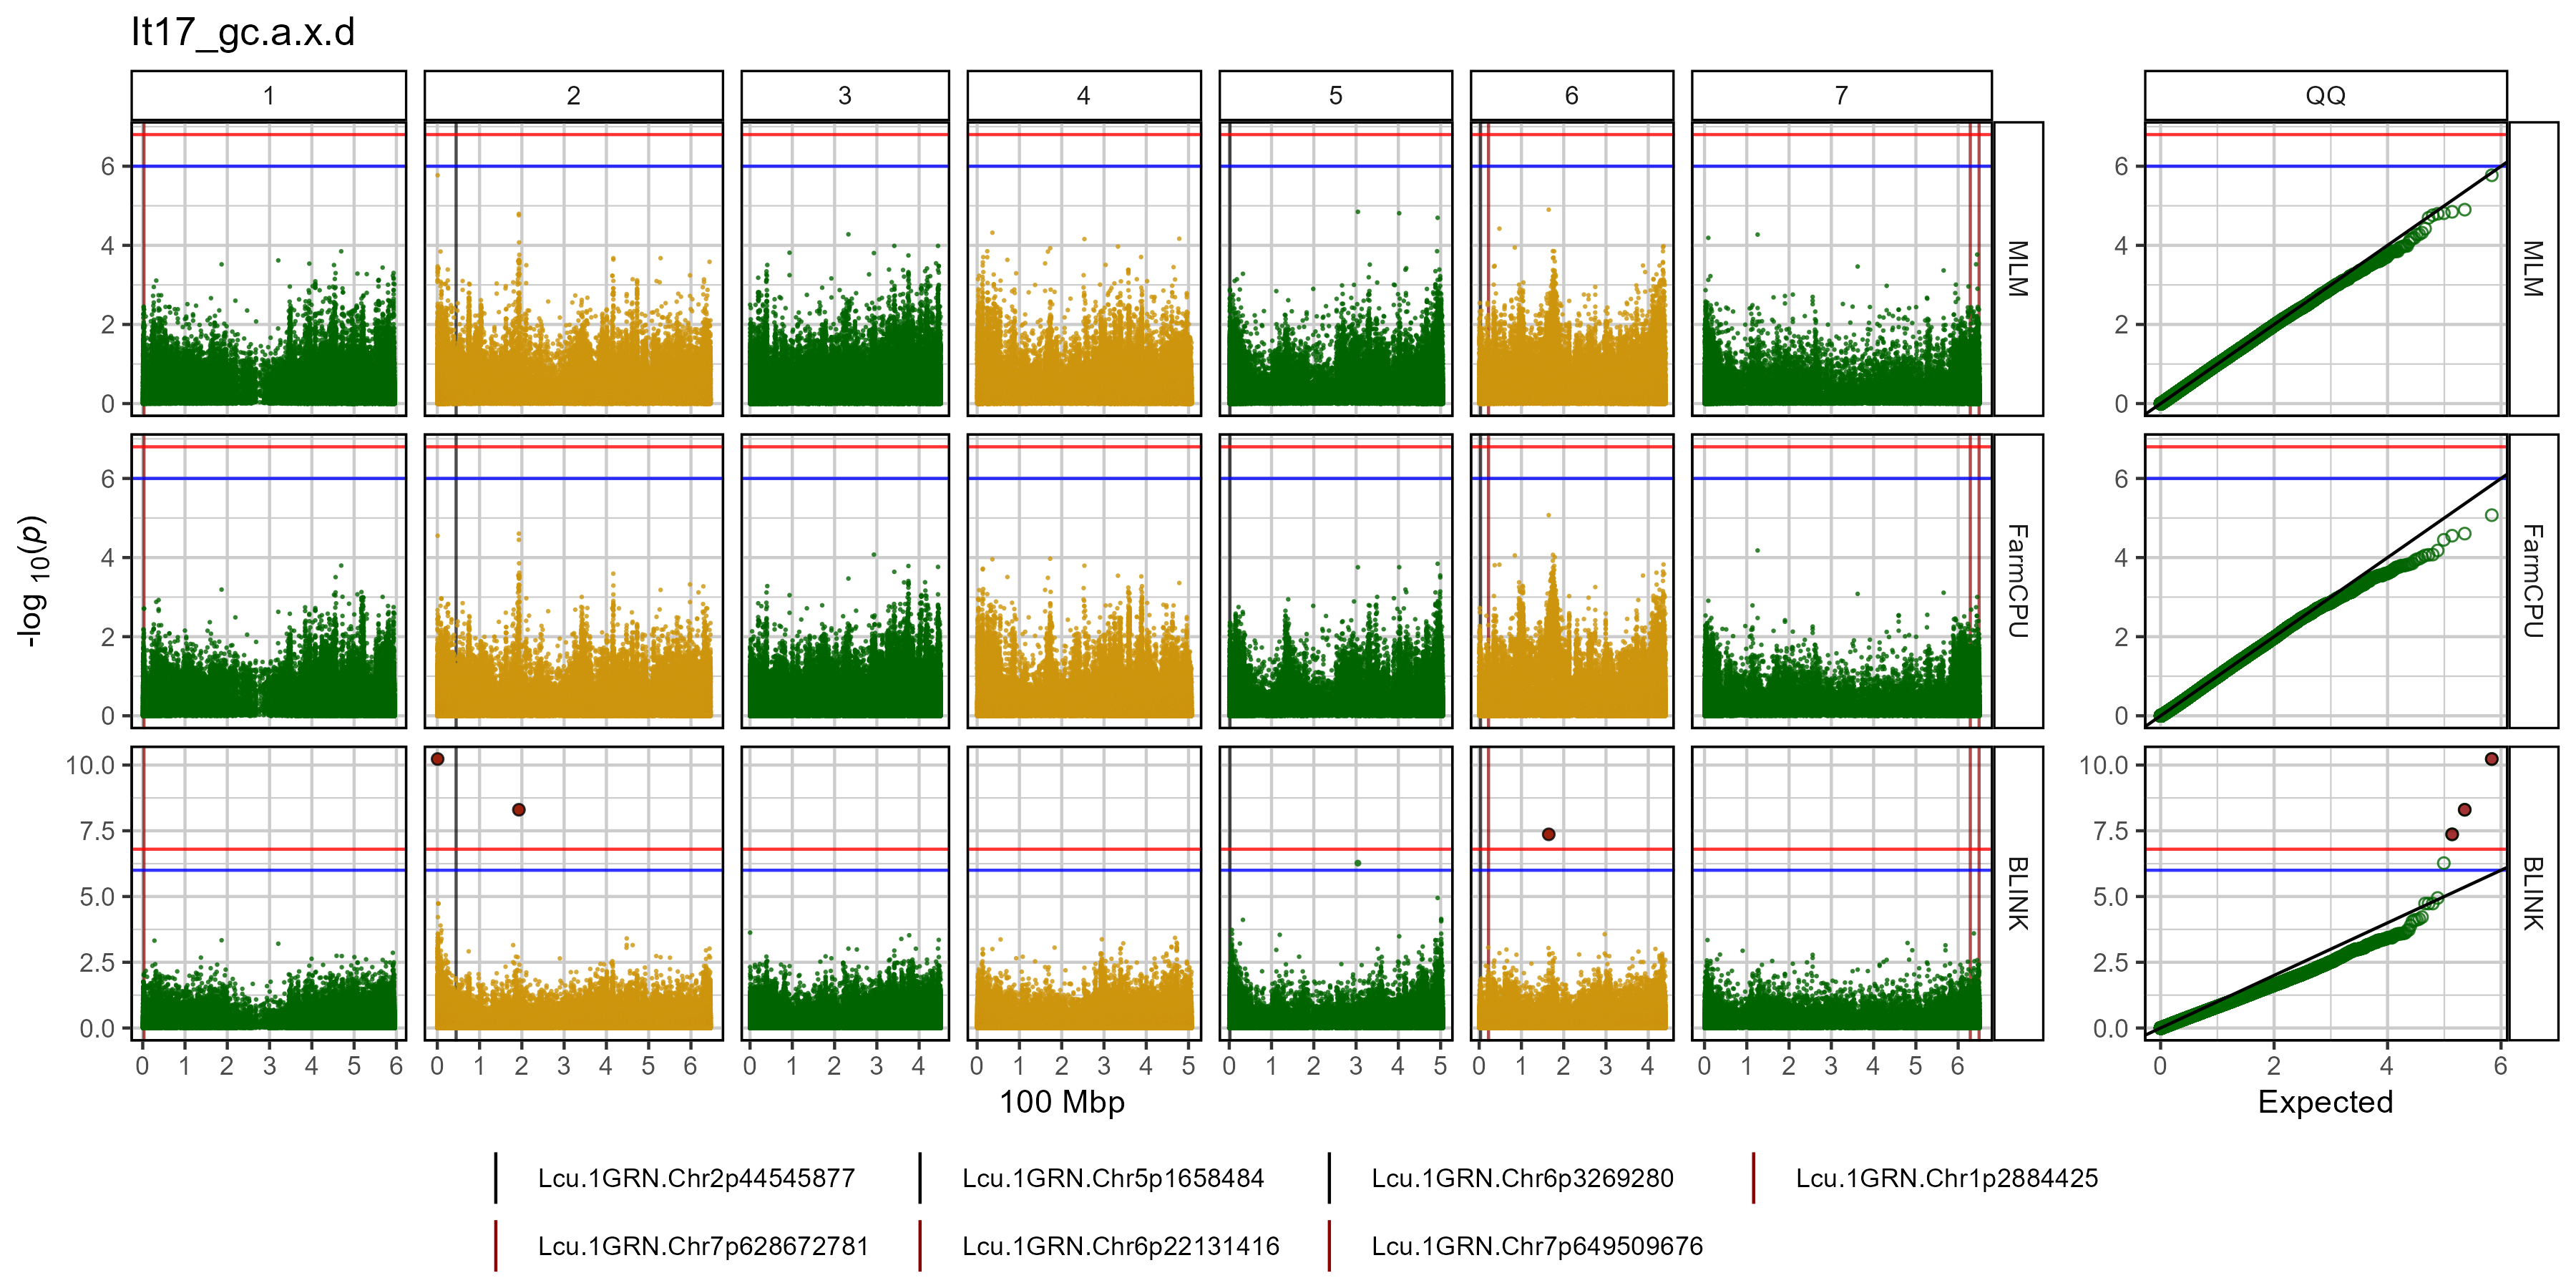 It17_gc.a.x.d
1 2 3 4 5 6 7 QQ
6 4 2 0 MLM 6 4 2 0 MLM
-log 10(p)
6 4 2 0 FarmCPU 6 4 2 0 FarmCPU
10.0 7.5 5.0 2.5 0.0 BLINK 10.0 7.5 5.0 2.5 0.0 BLINK
0 1 2 3 4 5 6 0 1 2 3 4 5 6 0 1 2 3 4 0 1 2 3 4 5 0 1 2 3 4 5 0 1 2 3 4 0 1 2 3 4 5 6 0 2 4 6
100 Mbp Expected
Lcu.1GRN.Chr2p44545877 Lcu.1GRN.Chr5p1658484 Lcu.1GRN.Chr6p3269280 Lcu.1GRN.Chr1p2884425
Lcu.1GRN.Chr7p628672781 Lcu.1GRN.Chr6p22131416 Lcu.1GRN.Chr7p649509676